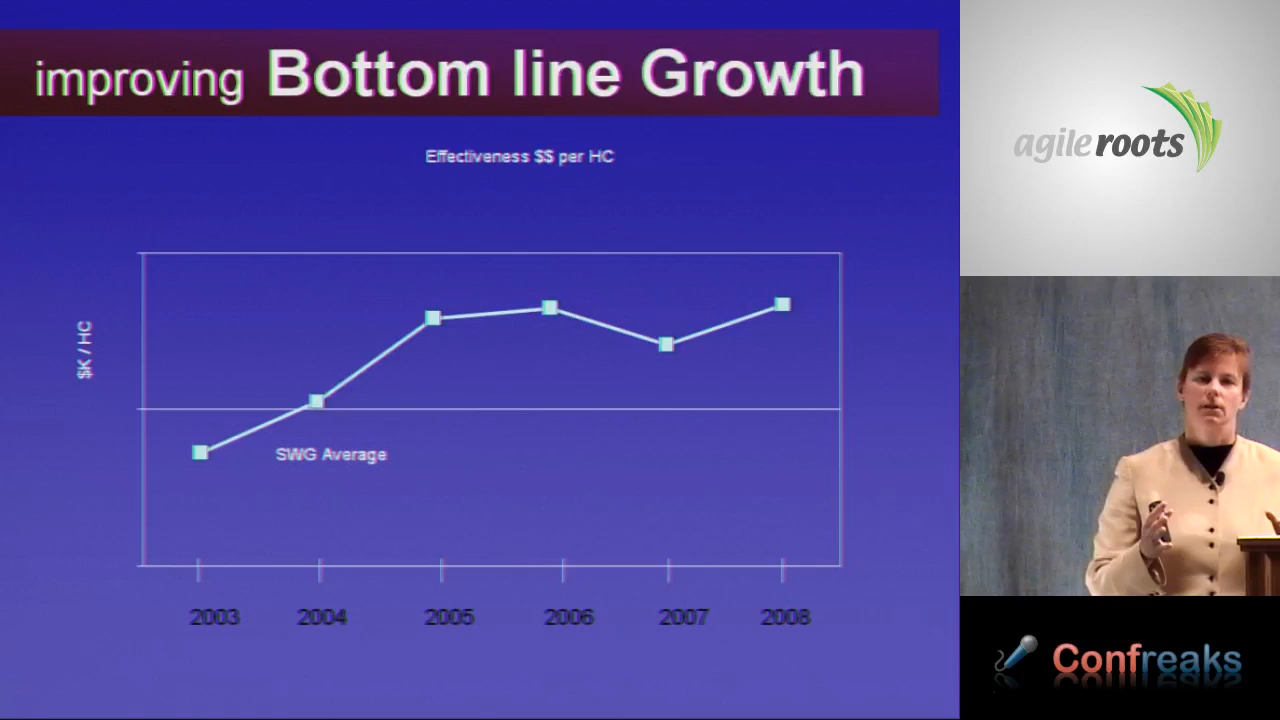 improving Bottom line Growth
Effectiveness $$ per HC
$K / HC
SWG Average
2003 2004 2005 2006 2007 2008
agile roots
Confreaks